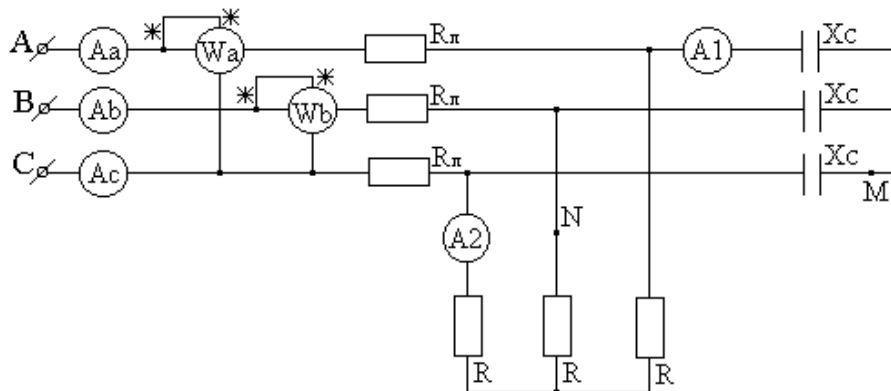 A Aa * * Wa Rл A1 Xc
B Ab * * Wb Rл Xc
C Ac Rл Xc
M
N
A2
R R R